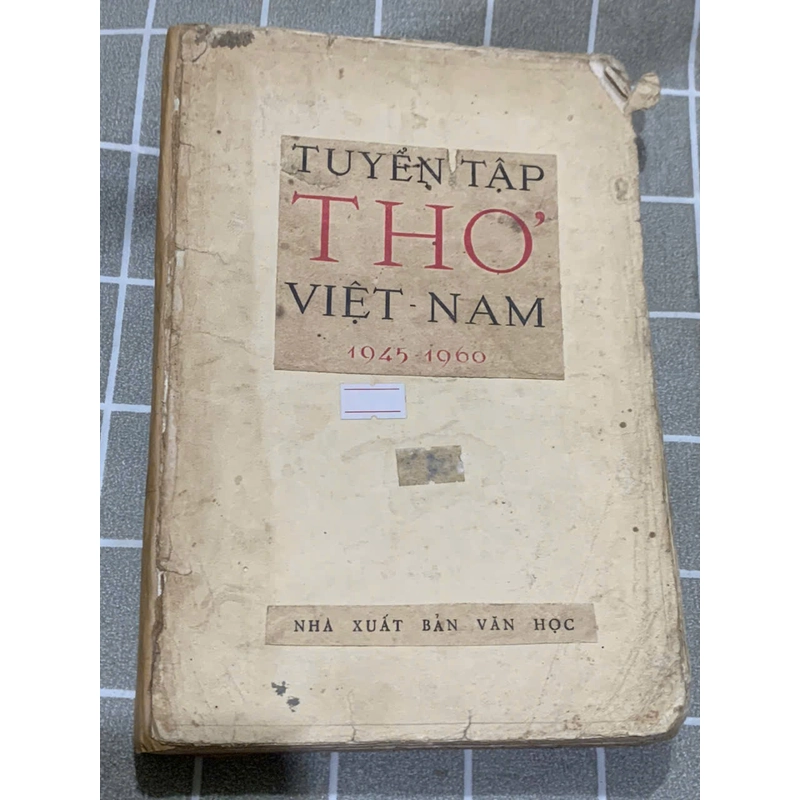 TUYỂN TẬP
THƠ
VIỆT-NAM
1945-1960
NHÀ XUẤT BẢN VĂN HỌC